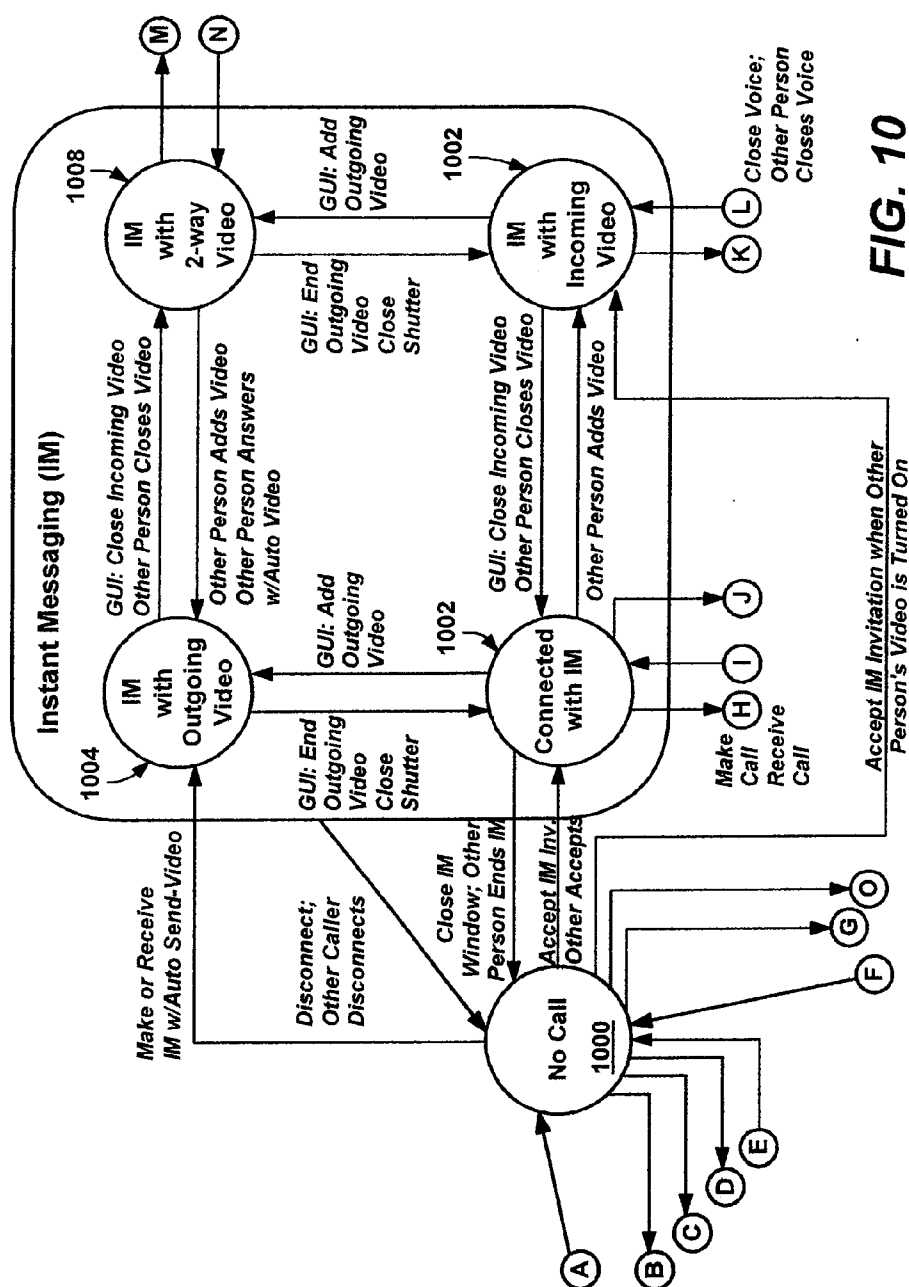 Instant Messaging (IM)
1004
IM
with
Outgoing
Video
GUI: Close Incoming Video
Other Person Closes Video
Other Person Adds Video
Other Person Answers
w/Auto Video
1008
IM
with
2-way
Video
M
N
Make or Receive
IM w/Auto Send-Video
Disconnect;
Other Caller
Disconnects
GUI: End
Outgoing
Video
Close
Shutter
GUI: Add
Outgoing
Video
GUI: End
Outgoing
Video
Close
Shutter
GUI: Add
Outgoing
Video
1002
Connected
with IM
GUI: Close Incoming Video
Other Person Closes Video
Other Person Adds Video
1002
IM
with
Incoming
Video
Close IM
Window; Other
Person Ends IM
Accept IM Inv.
Other Accepts
No Call
1000
Make
Call
Receive
Call
H
I
J
K
L
Close Voice;
Other Person
Closes Voice
A
B
C
D
E
F
G
O
Accept IM Invitation when Other
Person's Video is Turned On
FIG. 10